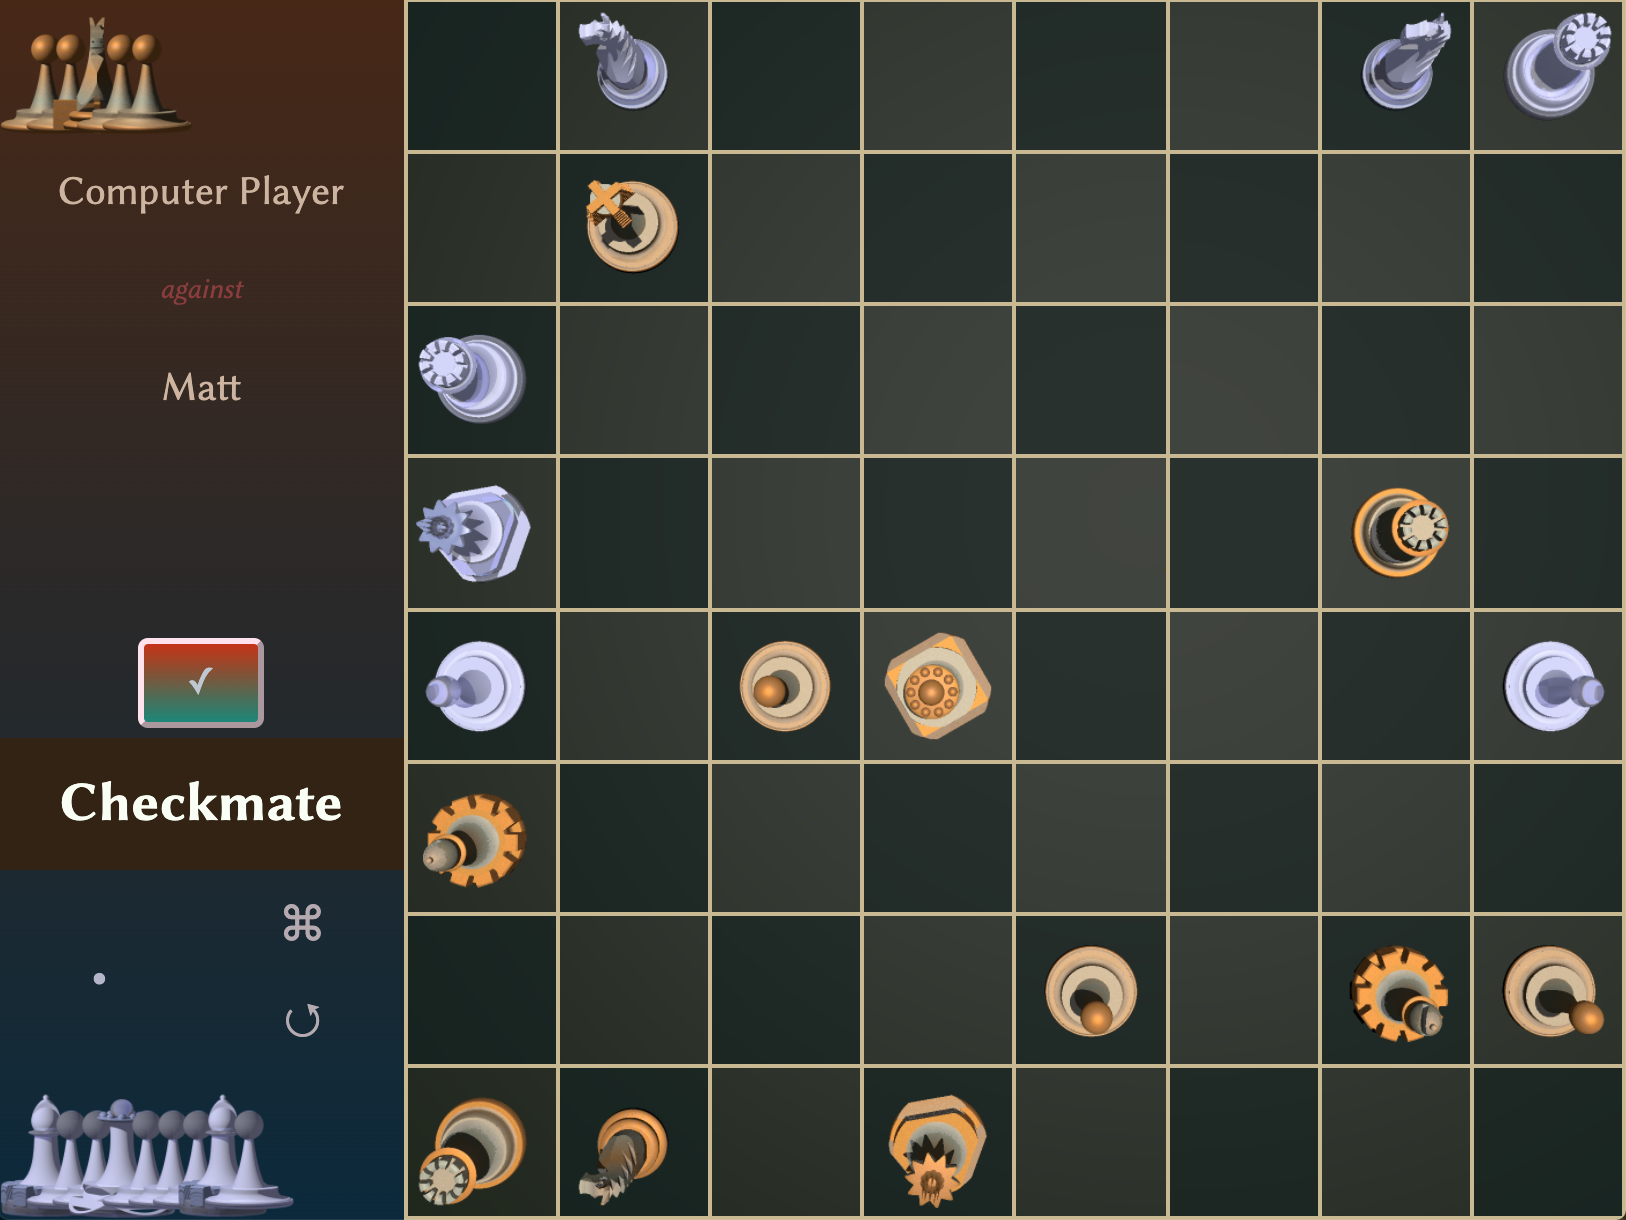 Computer Player
against
Matt
✓
Checkmate
⌘